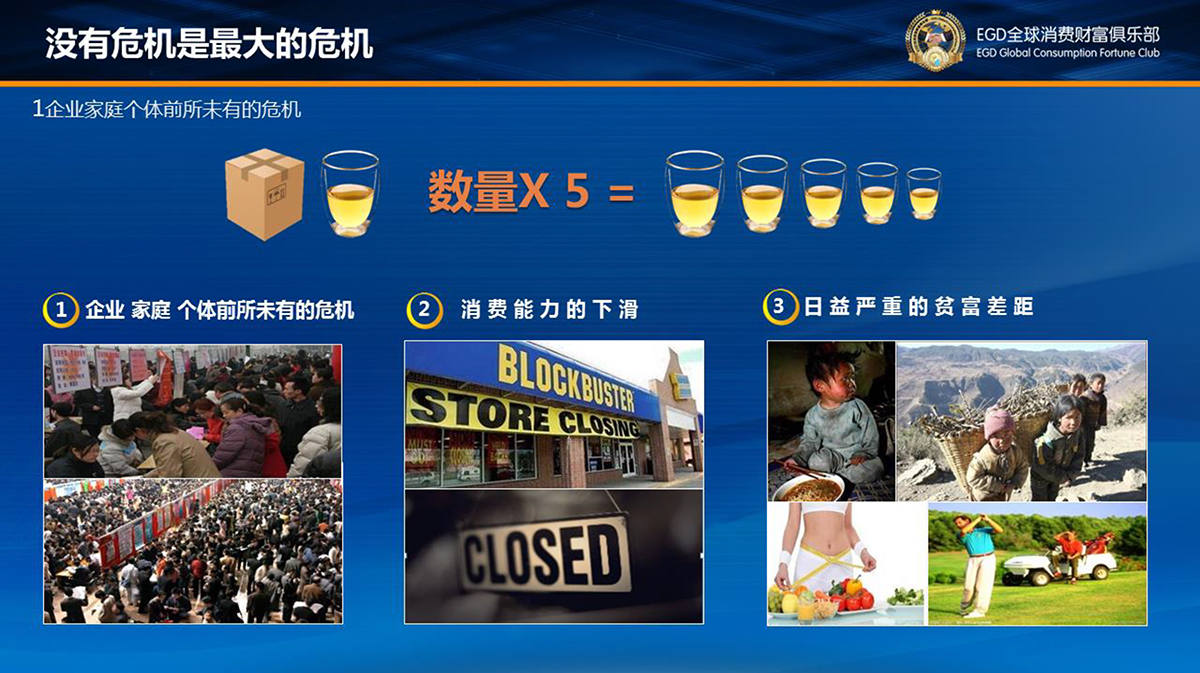 没有危机是最大的危机
EGD全球消费财富俱乐部
EGD Global Consumption Fortune Club
1企业家庭个体前所未有的危机
数量X 5 =
1 企业 家庭 个体前所未有的危机
2 消费能力的下滑
3 日益严重的贫富差距
BLOCKBUSTER
STORE CLOSING
CLOSED